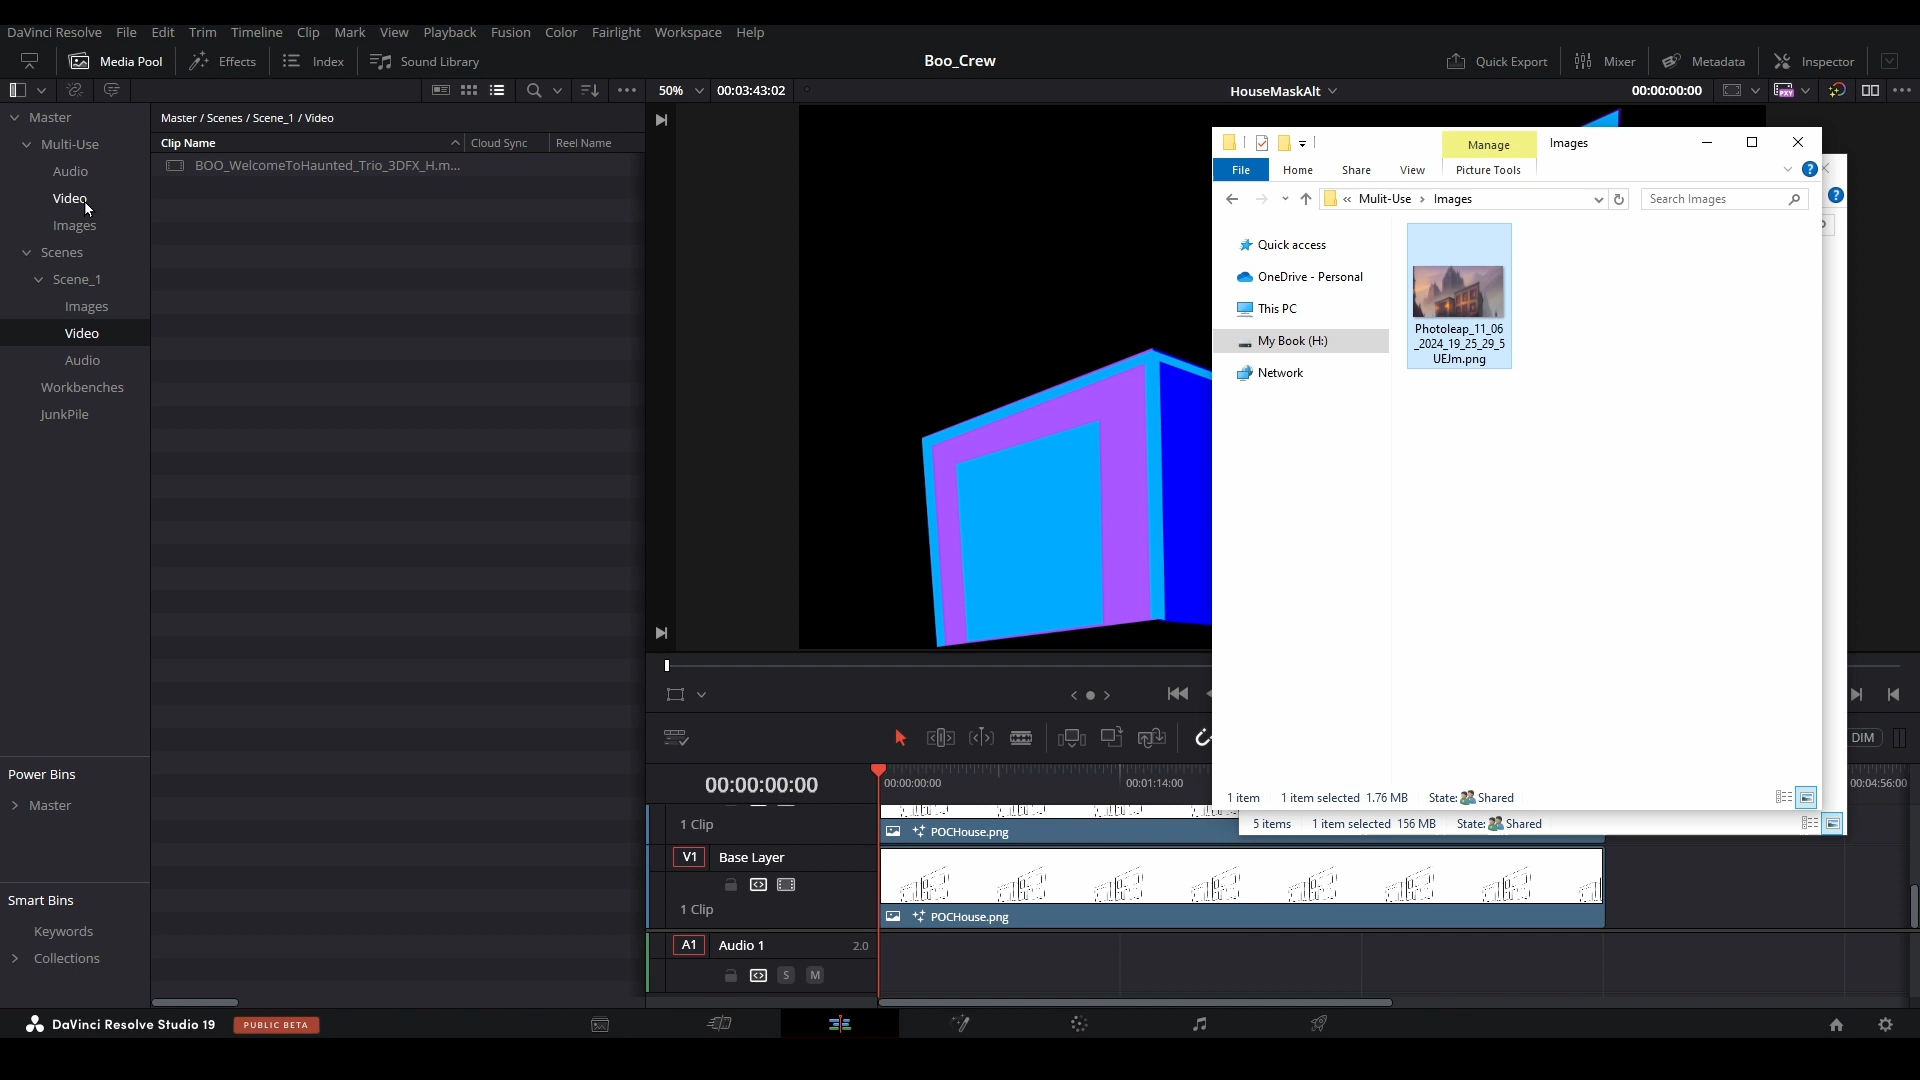 DaVinci Resolve File Edit Trim Timeline Clip Mark View Playback Fusion Color Fairlight Workspace Help
Media Pool Effects Index Sound Library Boo_Crew Quick Export Mixer Metadata Inspector
50% 00:03:43:02 HouseMaskAlt 00:00:00:00
Master
Multi-Use
Audio
Video
Images
Scenes
Scene_1
Images
Video
Audio
Workbenches
JunkPile
Power Bins
Master
Smart Bins
Keywords
Collections
Master / Scenes / Scene_1 / Video
Clip Name Cloud Sync Reel Name
BOO_WelcomeToHaunted_Trio_3DFX_H.m...
Manage Images
File Home Share View Picture Tools
« Mulit-Use > Images Search Images
Quick access
OneDrive - Personal
This PC
My Book (H:)
Network
Photoleap_11_06
_2024_19_25_29_5
UEJm.png
1 item 1 item selected 1.76 MB State: Shared
5 items 1 item selected 156 MB State: Shared
DIM
00:00:00:00 00:00:00:00 00:01:14:00 00:04:56:00
1 Clip POCHouse.png
V1 Base Layer
1 Clip POCHouse.png
A1 Audio 1 2.0
S M
DaVinci Resolve Studio 19 PUBLIC BETA